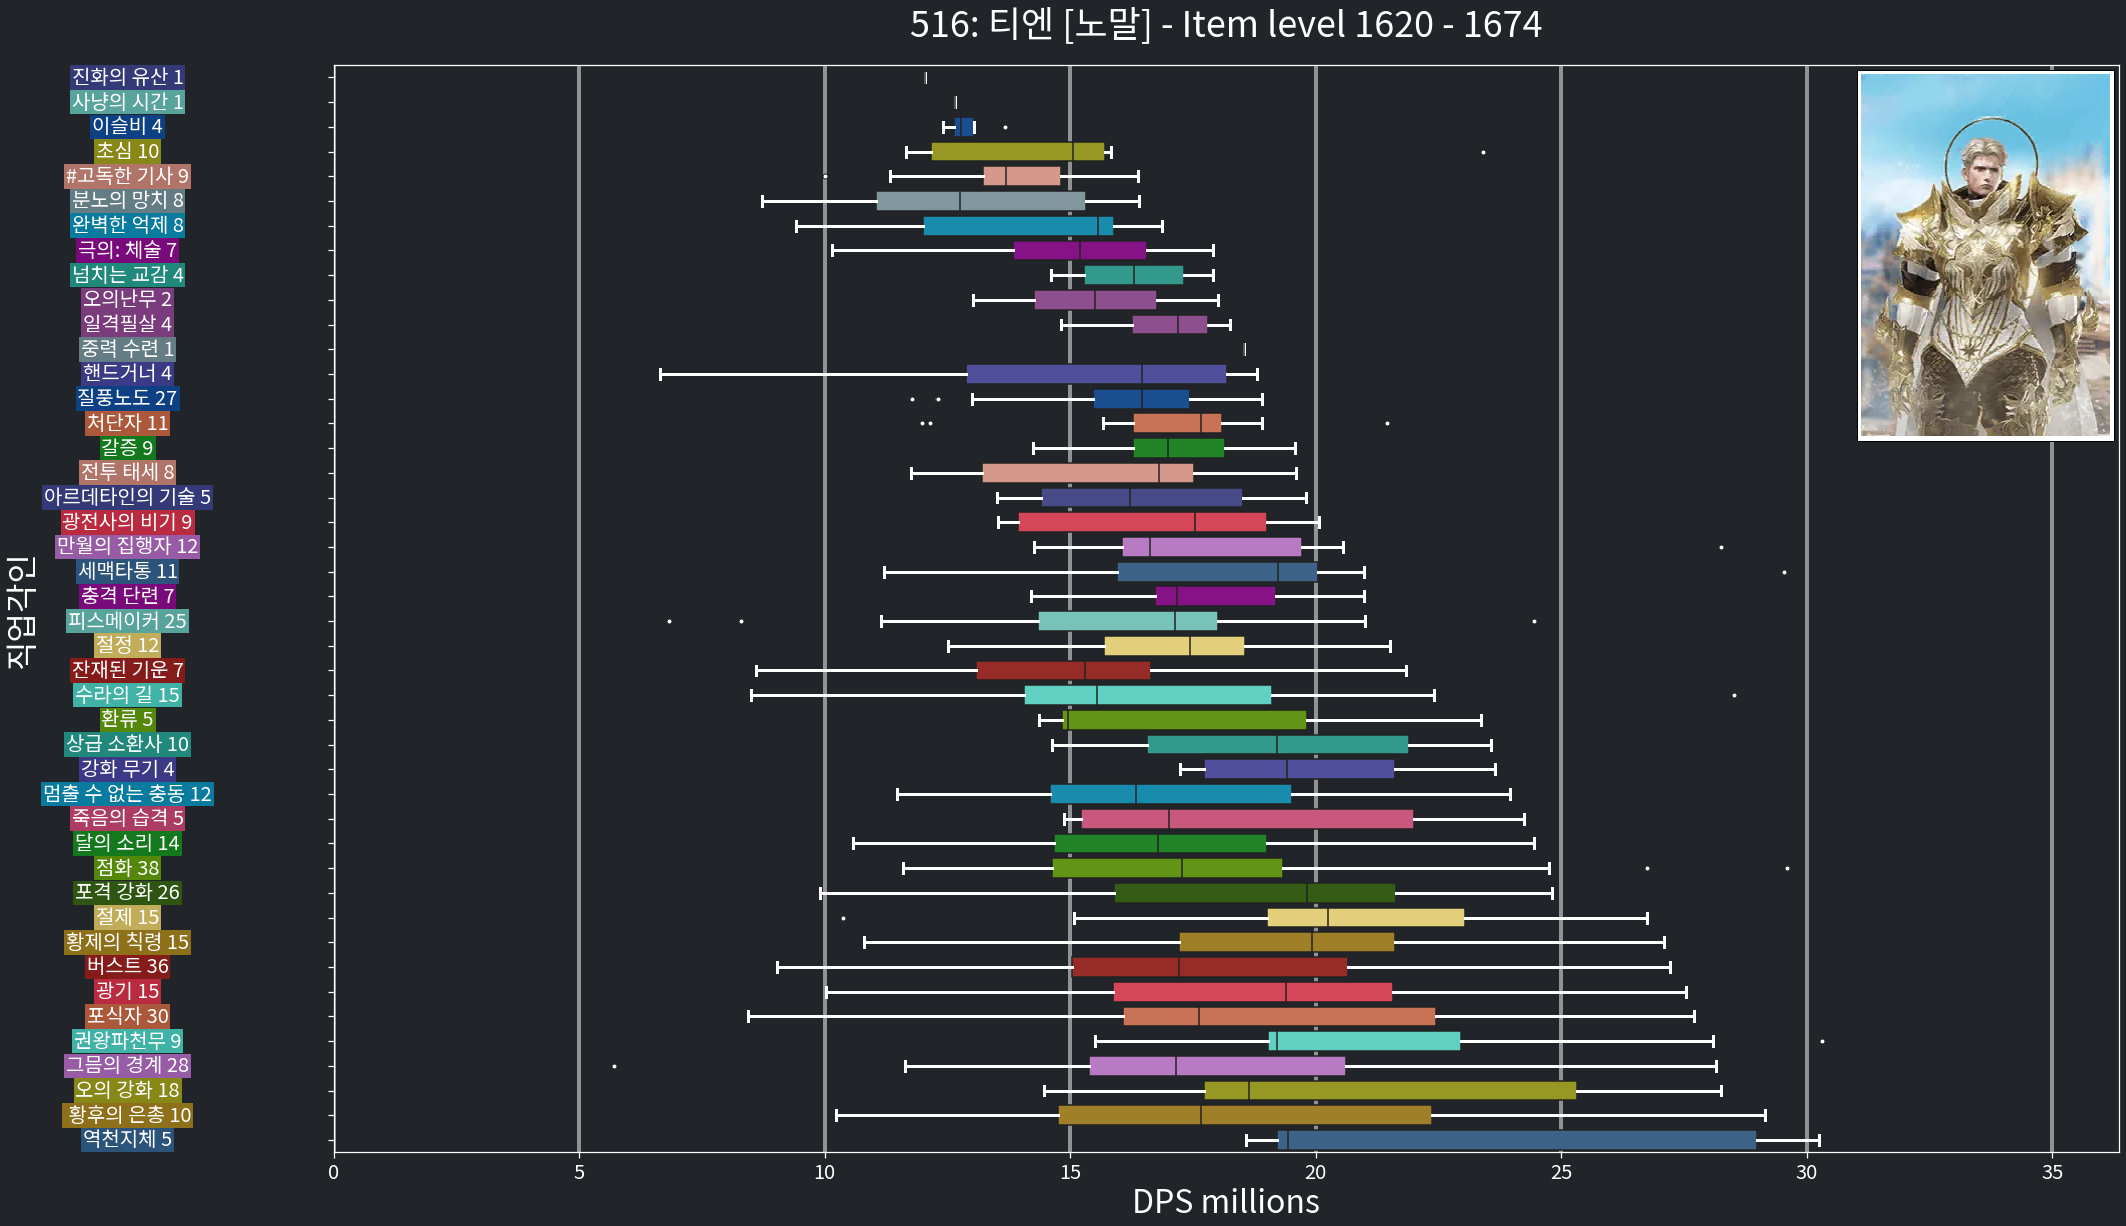 516: 티엔 [노말] - Item level 1620 - 1674
진화의 유산 1
사냥의 시간 1
이슬비 4
초심 10
#고독한 기사 9
분노의 망치 8
완벽한 억제 8
극의: 체술 7
넘치는 교감 4
오의난무 2
일격필살 4
중력 수련 1
핸드거너 4
질풍노도 27
처단자 11
갈증 9
전투 태세 8
아르데타인의 기술 5
광전사의 비기 9
만월의 집행자 12
세맥타통 11
충격 단련 7
피스메이커 25
절정 12
잔재된 기운 7
수라의 길 15
환류 5
상급 소환사 10
강화 무기 4
멈출 수 없는 충동 12
죽음의 습격 5
달의 소리 14
점화 38
포격 강화 26
절제 15
황제의 칙령 15
버스트 36
광기 15
포식자 30
권왕파천무 9
그믐의 경계 28
오의 강화 18
황후의 은총 10
역천지체 5
직업각인
0 5 10 15 20 25 30 35
DPS millions